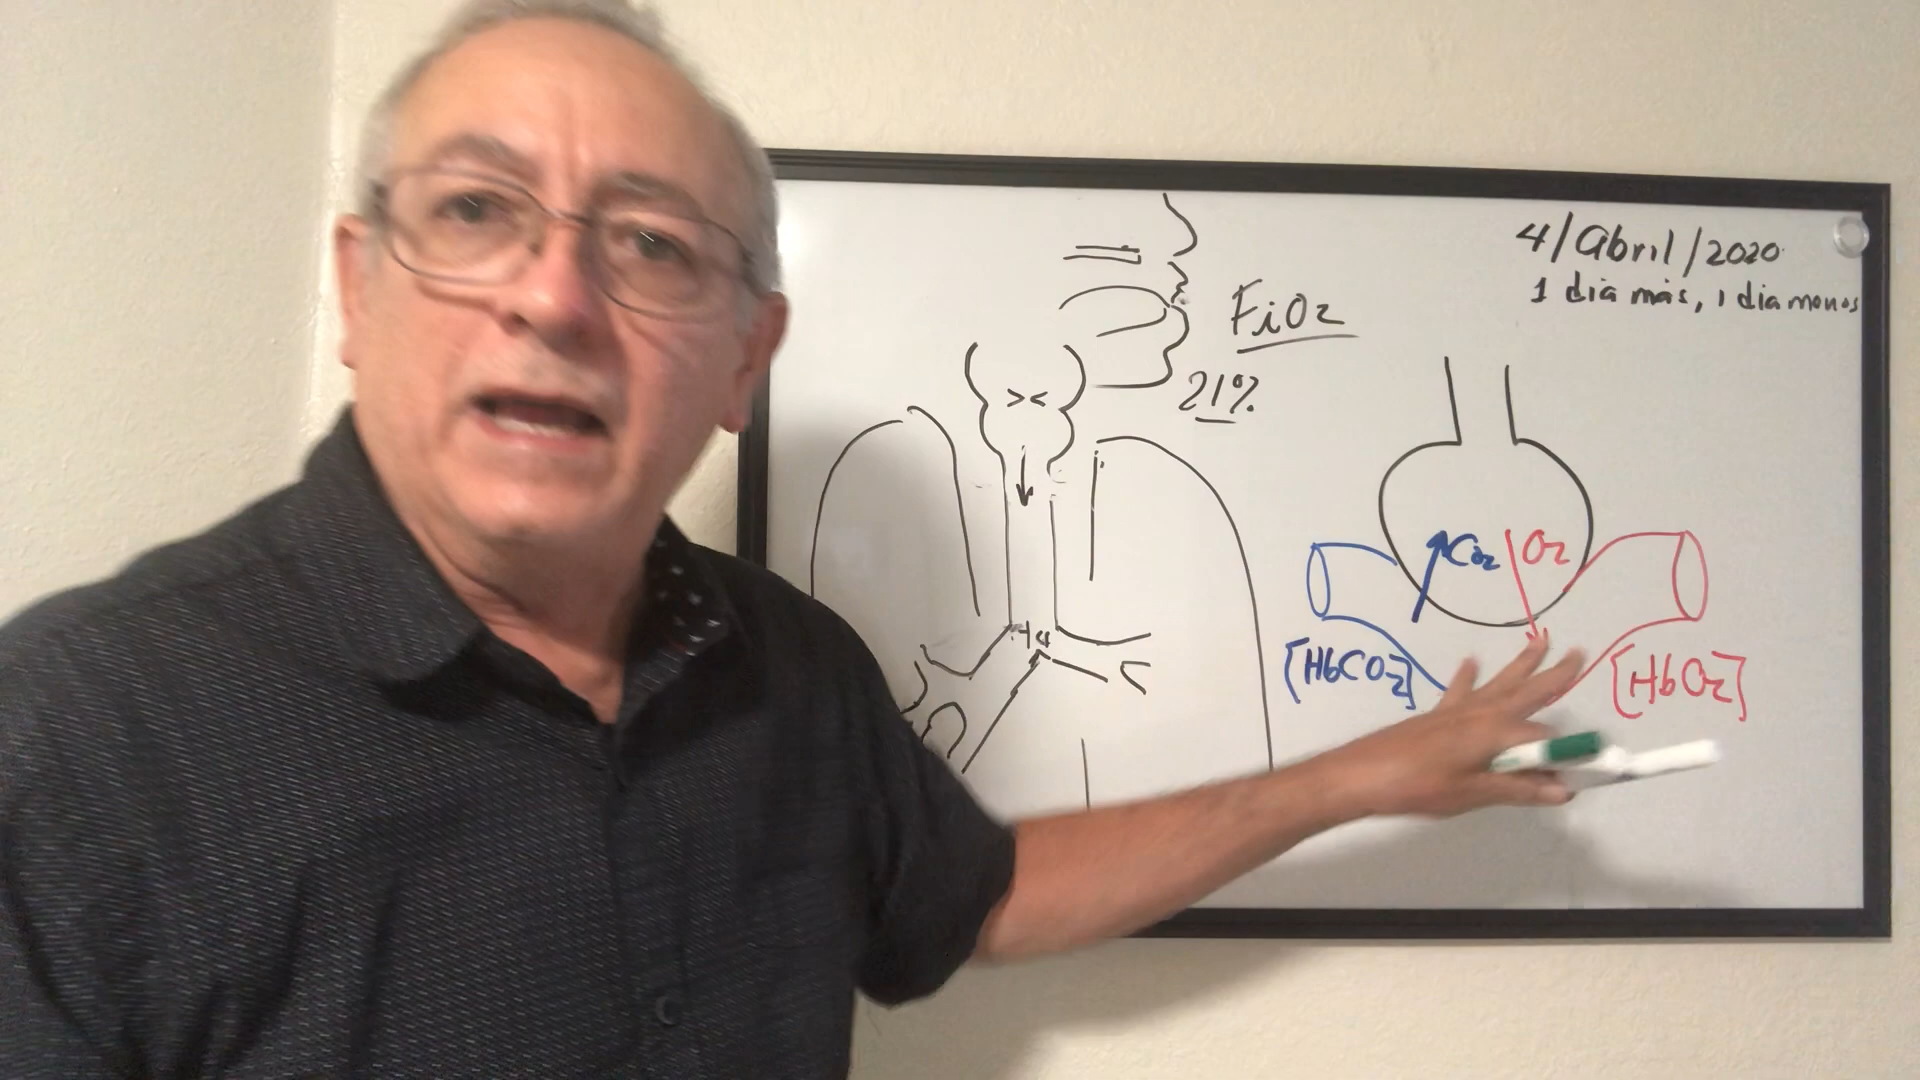 4/Abril/2020
1 dia más, 1 dia menos
FiO2
21%
CO2
O2
[HbCO2]
[HbO2]